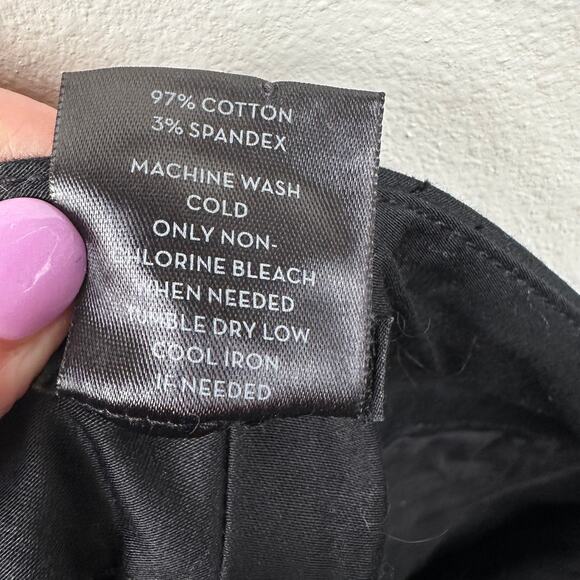 97% COTTON
3% SPANDEX
MACHINE WASH
COLD
ONLY NON-
CHLORINE BLEACH
WHEN NEEDED
TUMBLE DRY LOW
COOL IRON
IF NEEDED